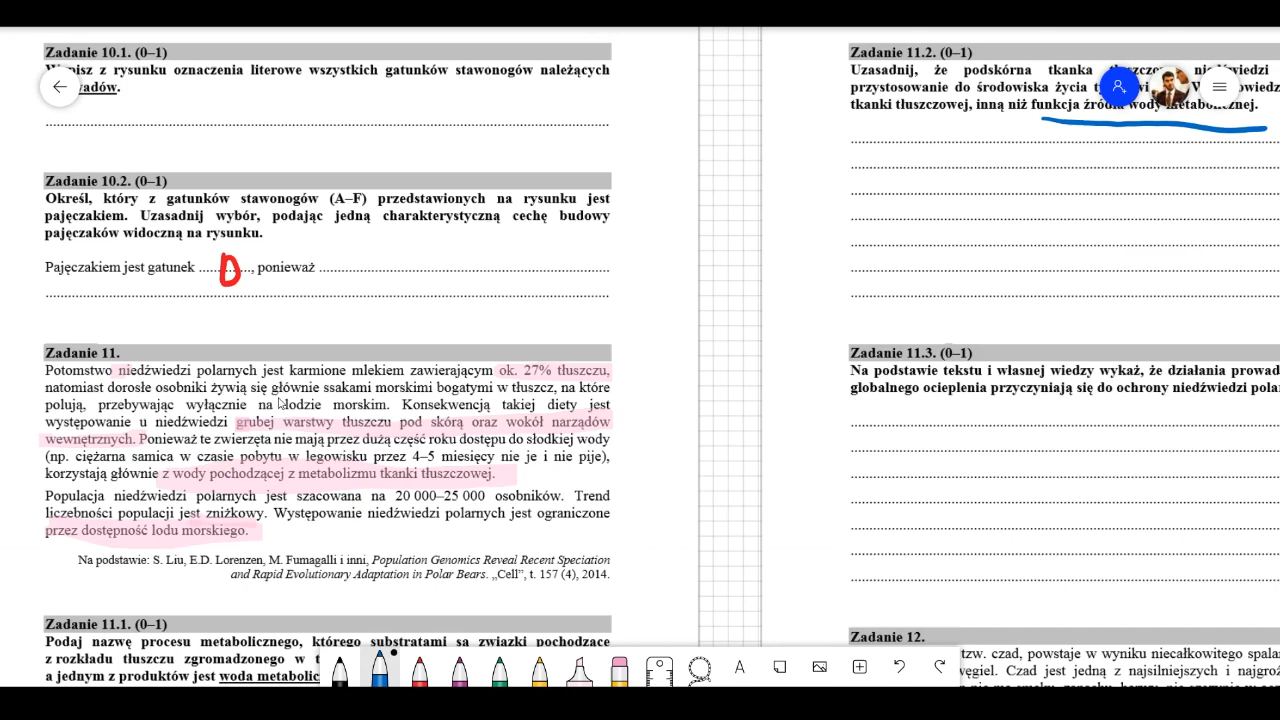 Zadanie 10.1. (0–1)
z rysunku oznaczenia literowe wszystkich gatunków stawonogów należących
........................................
Zadanie 10.2. (0–1)
Określ, który z gatunków stawonogów (A–F) przedstawionych na rysunku jest
pajęczakiem. Uzasadnij wybór, podając jedną charakterystyczną cechę budowy
pajęczaków widoczną na rysunku.
Pajęczakiem jest gatunek ..... D ....., ponieważ ........................................
........................................
Zadanie 11.
Potomstwo niedźwiedzi polarnych jest karmione mlekiem zawierającym ok. 27% tłuszczu,
natomiast dorosłe osobniki żywią się głównie ssakami morskimi bogatymi w tłuszcz, na które
polują, przebywając wyłącznie na lodzie morskim. Konsekwencją takiej diety jest
występowanie u niedźwiedzi grubej warstwy tłuszczu pod skórą oraz wokół narządów
wewnętrznych. Ponieważ te zwierzęta nie mają przez dużą część roku dostępu do słodkiej wody
(np. ciężarna samica w czasie pobytu w legowisku przez 4–5 miesięcy nie je i nie pije),
korzystają głównie z wody pochodzącej z metabolizmu tkanki tłuszczowej.
Populacja niedźwiedzi polarnych jest szacowana na 20 000–25 000 osobników. Trend
liczebności populacji jest zniżkowy. Występowanie niedźwiedzi polarnych jest ograniczone
przez dostępność lodu morskiego.
Na podstawie: S. Liu, E.D. Lorenzen, M. Fumagalli i inni, Population Genomics Reveal Recent Speciation
and Rapid Evolutionary Adaptation in Polar Bears. „Cell”, t. 157 (4), 2014.
Zadanie 11.1. (0–1)
Podaj nazwę procesu metabolicznego, którego substratami są związki pochodzące
z rozkładu tłuszczu zgromadzonego w
a jednym z produktów jest woda
Zadanie 11.2. (0–1)
Uzasadnij, że podskórna tkanka
przystosowanie do środowiska życia
tkanki tłuszczowej, inną niż funkcja źródła wody metabolicznej.
........................................
........................................
........................................
........................................
........................................
........................................
........................................
Zadanie 11.3. (0–1)
Na podstawie tekstu i własnej wiedzy wykaż, że działania
globalnego ocieplenia przyczyniają się do ochrony niedźwiedzi
........................................
........................................
........................................
........................................
........................................
........................................
........................................
Zadanie 12.
tzw. czad, powstaje w wyniku niecałkowitego
węgiel. Czad jest jedną z najsilniejszych i
A